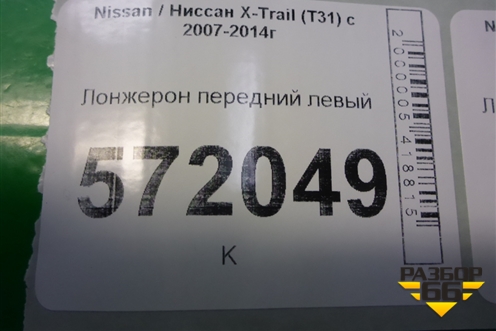 Nissan / Ниссан X-Trail (T31) с
2007-2014г
Лонжерон передний левый
572049
К
2000005418815
Л
РАЗБОР
66